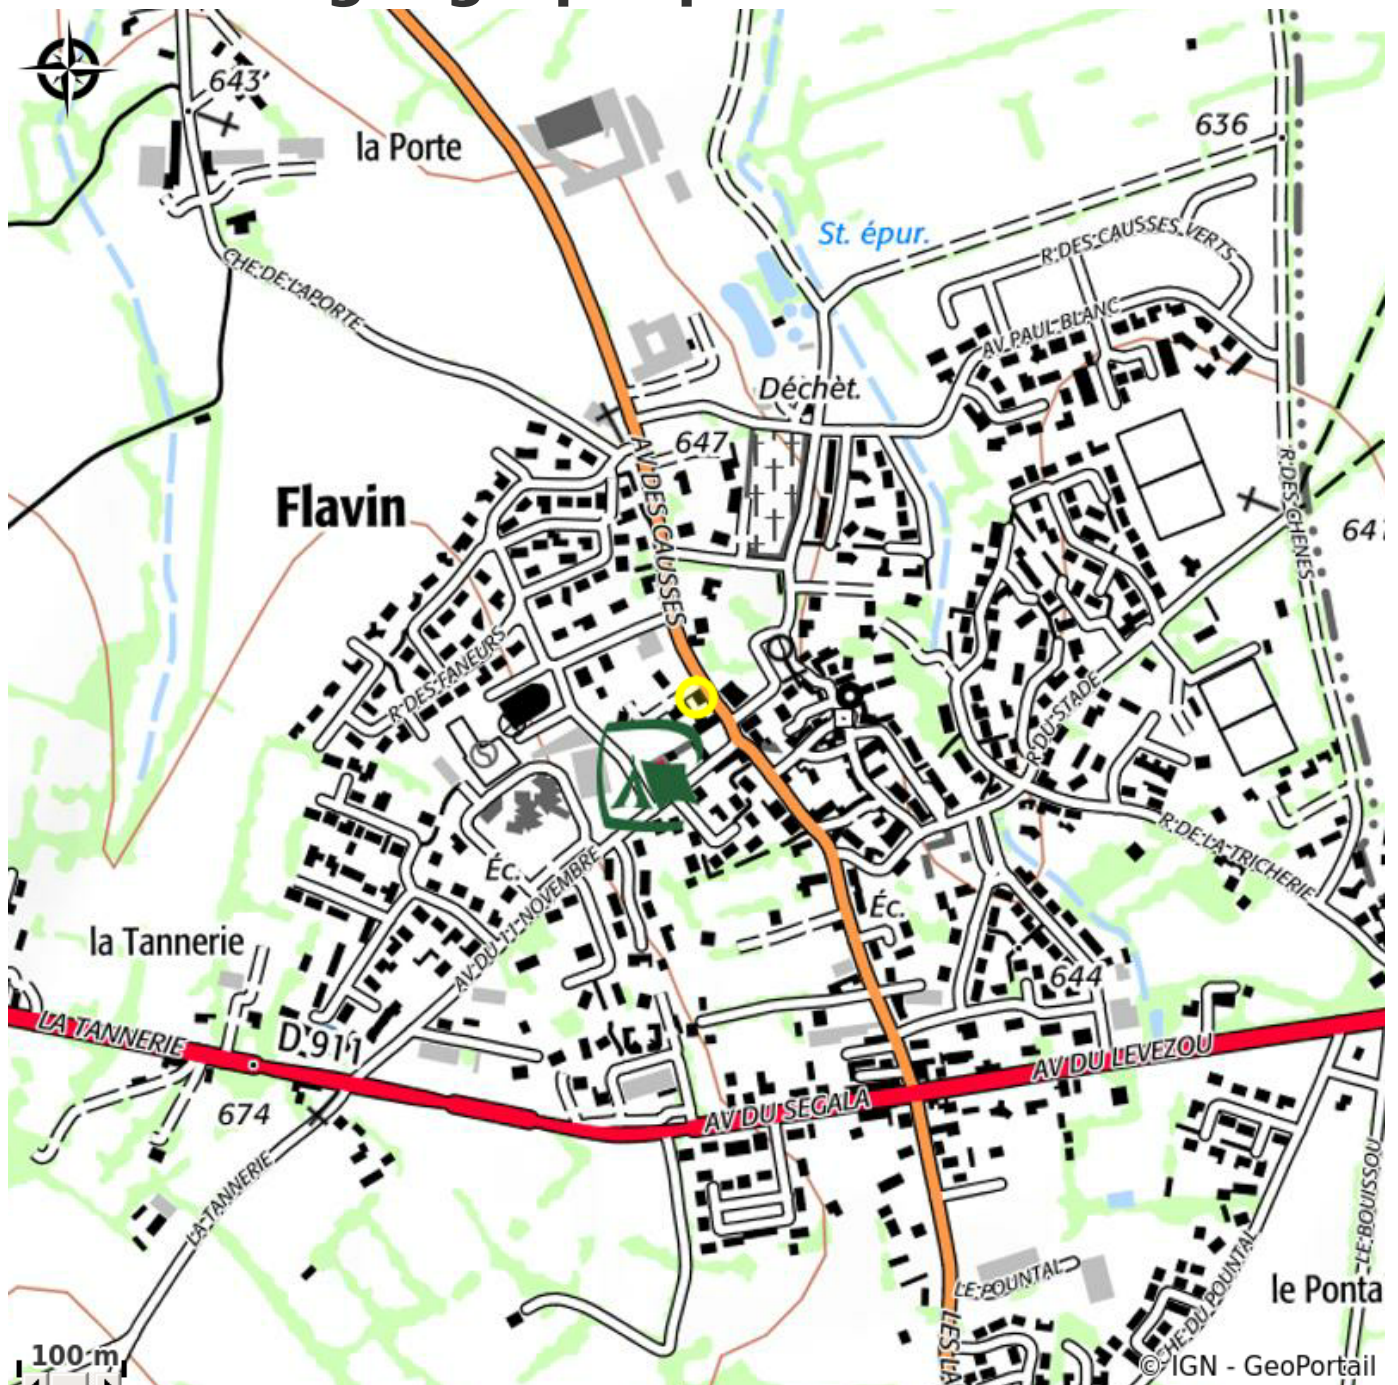 643
la Porte
636
St. épur.
R DES CAUSSES VERTS
CHE DE LAPORTE
AV PAUL BLANC
Déchèt.
647
AV DES CAUSSES
Flavin
R DES CHENES
641
R DES FANEURS
R DU STADE
R DE LA TRICHERIE
Éc.
AV DU 11 NOVEMBRE
Éc.
la Tannerie
644
LA TANNERIE
D 911
AV DU LEVEZOU
AV DU SEGALA
674
LA TANNERIE
LE BOUISSOU
LE POUNTAL
CHE DU POUNTAL
le Ponta
LES LA
100 m
© IGN - GeoPortail